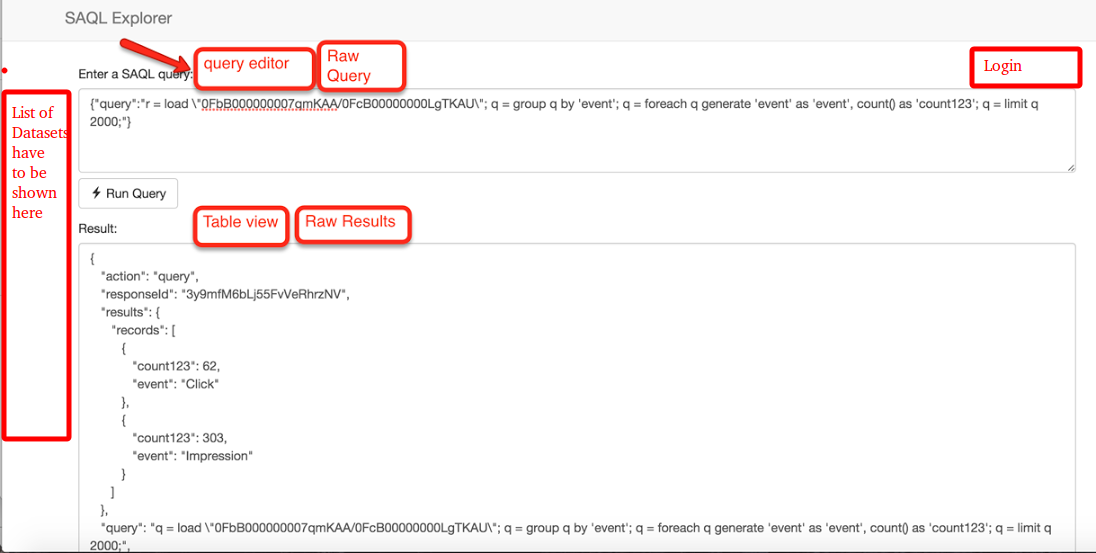 SAQL Explorer
query editor
Raw
Query
Login
Enter a SAQL query:
{"query":"r = load \"0FbB000000007qmKAA/0FcB00000000LgTKAU\"; q = group q by 'event'; q = foreach q generate 'event' as 'event', count() as 'count123'; q = limit q
2000;"}
List of
Datasets
have
to be
shown
here
Run Query
Table view
Raw Results
Result:
{
"action": "query",
"responseId": "3y9mfM6bLj55FvVeRhrzNV",
"results": {
"records": [
{
"count123": 62,
"event": "Click"
},
{
"count123": 303,
"event": "Impression"
}
]
},
"query": "q = load \"0FbB000000007qmKAA/0FcB00000000LgTKAU\"; q = group q by 'event'; q = foreach q generate 'event' as 'event', count() as 'count123'; q = limit q
2000;",